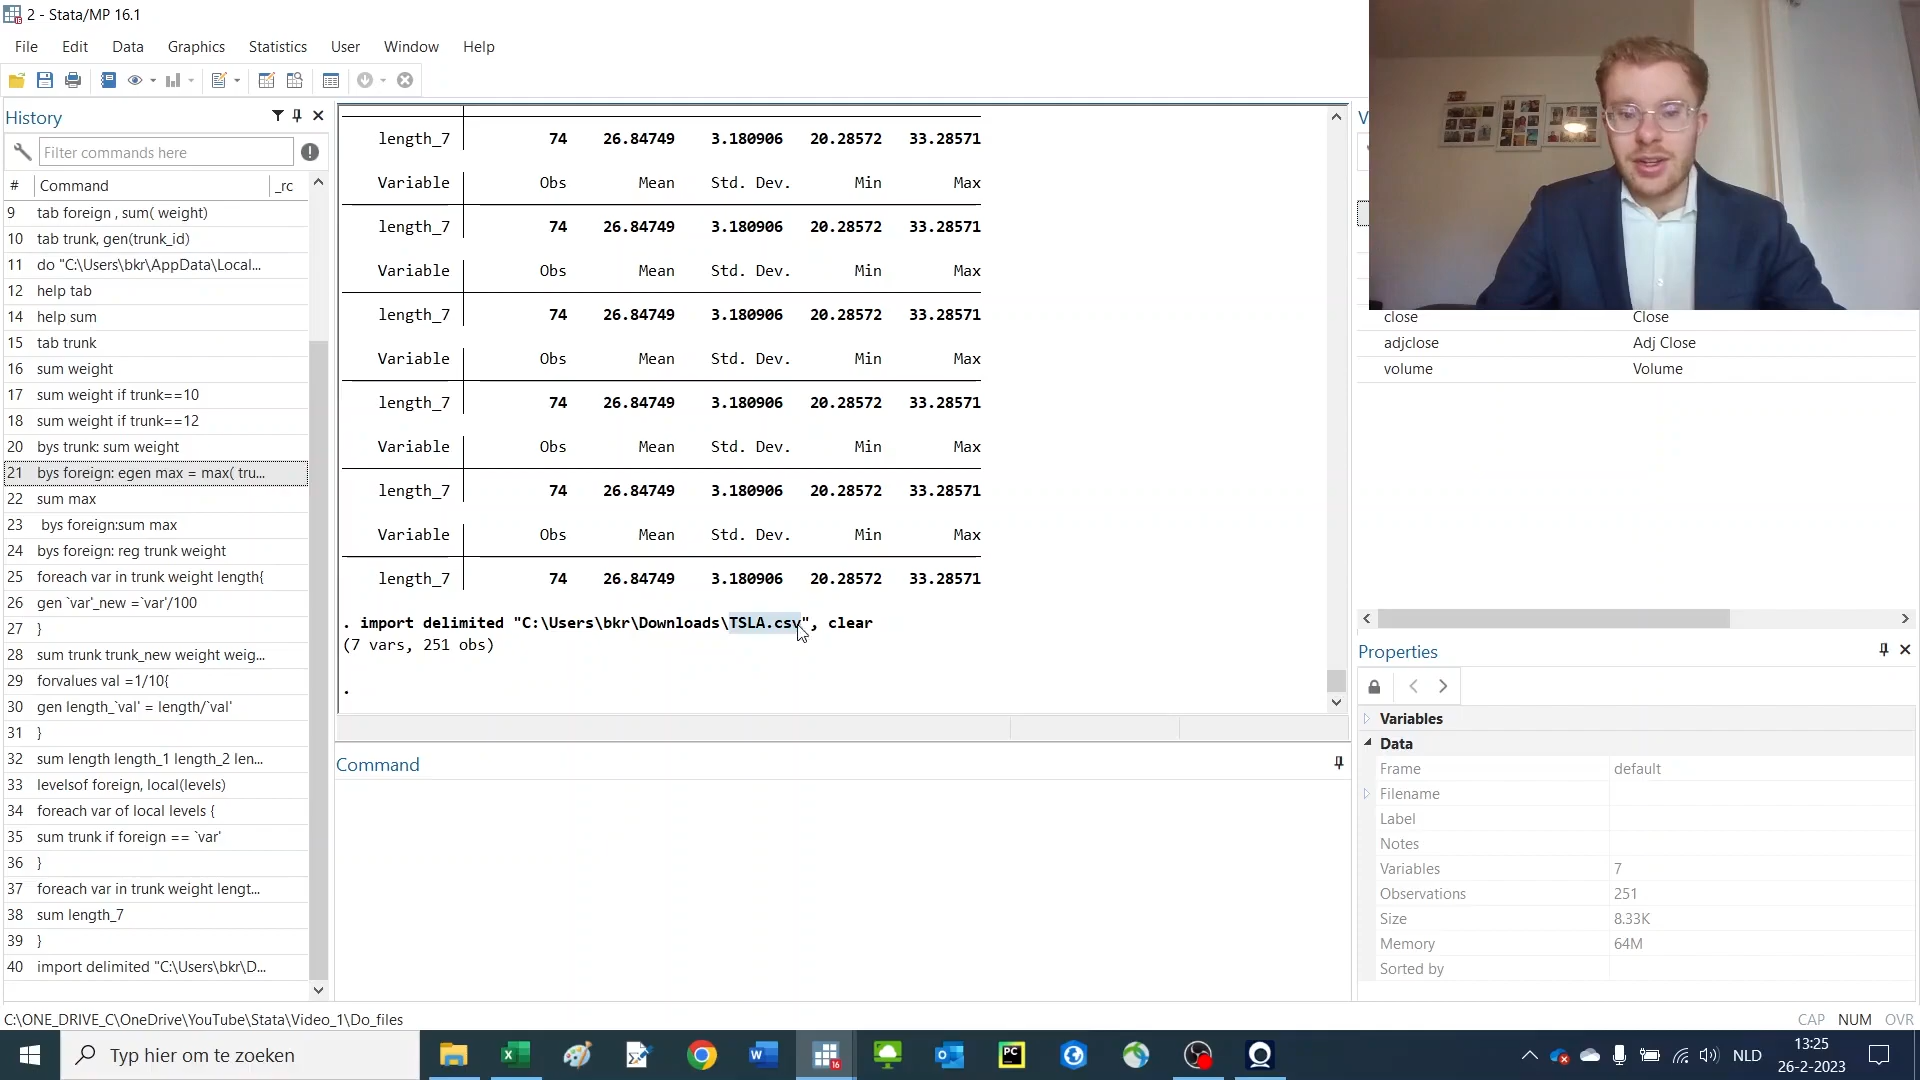 2 - Stata/MP 16.1
File Edit Data Graphics Statistics User Window Help
History
Filter commands here
# Command _rc
9 tab foreign , sum( weight)
10 tab trunk, gen(trunk_id)
11 do "C:\Users\bkr\AppData\Local...
12 help tab
14 help sum
15 tab trunk
16 sum weight
17 sum weight if trunk==10
18 sum weight if trunk==12
20 bys trunk: sum weight
21 bys foreign: egen max = max( tru...
22 sum max
23 bys foreign:sum max
24 bys foreign: reg trunk weight
25 foreach var in trunk weight length{
26 gen `var'_new =`var'/100
27 }
28 sum trunk trunk_new weight weig...
29 forvalues val =1/10{
30 gen length_`val' = length/`val'
31 }
32 sum length length_1 length_2 len...
33 levelsof foreign, local(levels)
34 foreach var of local levels {
35 sum trunk if foreign == `var'
36 }
37 foreach var in trunk weight lengt...
38 sum length_7
39 }
40 import delimited "C:\Users\bkr\D...
length_7 74 26.84749 3.180906 20.28572 33.28571
Variable Obs Mean Std. Dev. Min Max
length_7 74 26.84749 3.180906 20.28572 33.28571
Variable Obs Mean Std. Dev. Min Max
length_7 74 26.84749 3.180906 20.28572 33.28571
Variable Obs Mean Std. Dev. Min Max
length_7 74 26.84749 3.180906 20.28572 33.28571
Variable Obs Mean Std. Dev. Min Max
length_7 74 26.84749 3.180906 20.28572 33.28571
Variable Obs Mean Std. Dev. Min Max
length_7 74 26.84749 3.180906 20.28572 33.28571
. import delimited "C:\Users\bkr\Downloads\TSLA.csv", clear
(7 vars, 251 obs)
.
Command
V
close Close
adjclose Adj Close
volume Volume
Properties
Variables
Data
Frame default
Filename
Label
Notes
Variables 7
Observations 251
Size 8.33K
Memory 64M
Sorted by
C:\ONE_DRIVE_C\OneDrive\YouTube\Stata\Video_1\Do_files
CAP NUM OVR
Typ hier om te zoeken
16
PC
NLD
13:25
26-2-2023